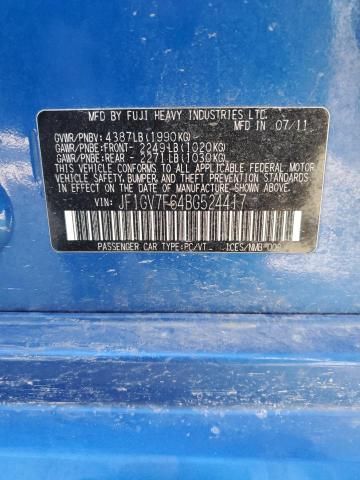 MFD BY FUJI HEAVY INDUSTRIES LTD.
MFD IN 07/11
GVWR/PNBV: 4387LB(1990KG)
GAWR/PNBE:FRONT- 2249LB(1020KG)
GAWR/PNBE:REAR - 2271LB(1030KG)
THIS VEHICLE CONFORMS TO ALL APPLICABLE FEDERAL MOTOR
VEHICLE SAFETY, BUMPER, AND THEFT PREVENTION STANDARDS
IN EFFECT ON THE DATE OF MANUFACTURE SHOWN ABOVE.
VIN: JF1GV7F64BG524417
PASSENGER CAR TYPE:PC/VT ICES/NMB